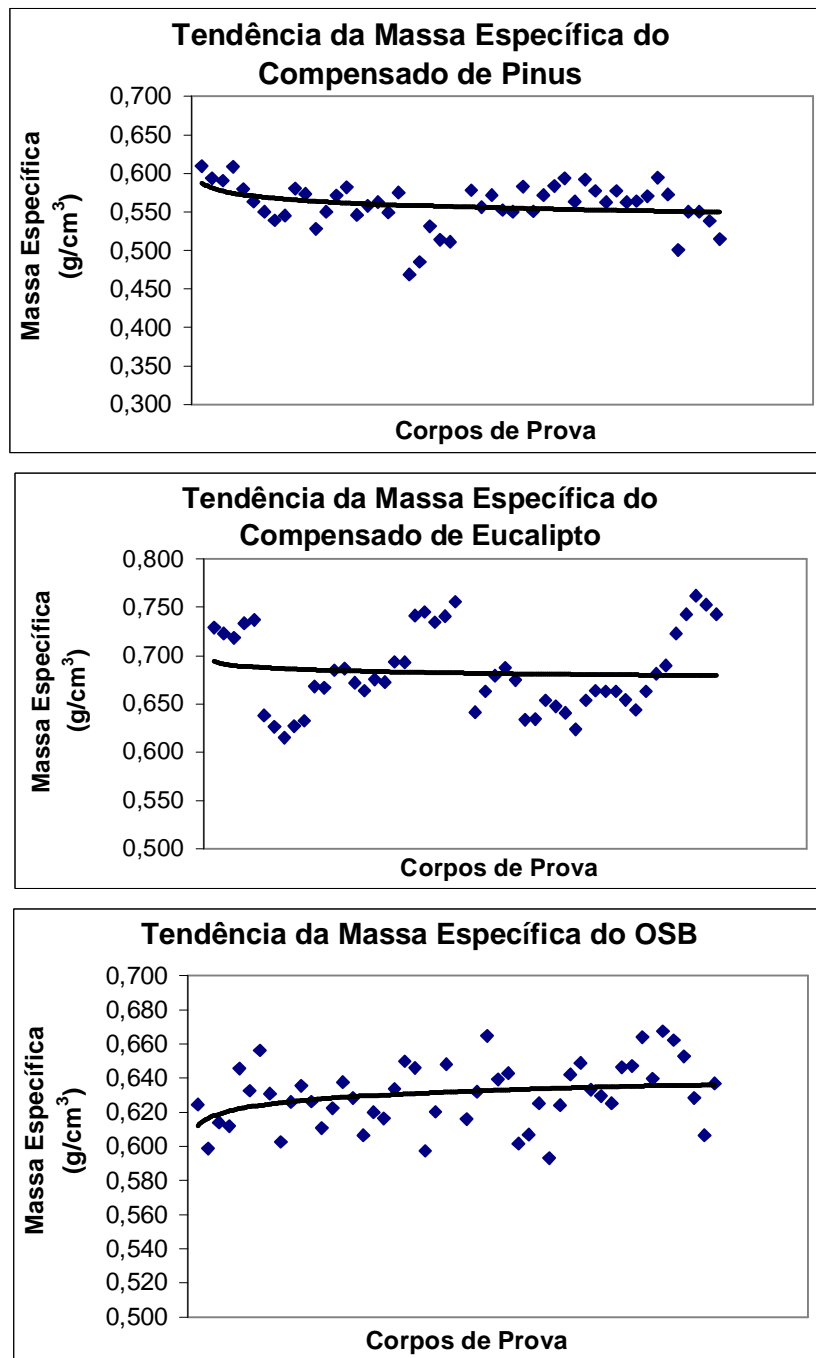 Tendência da Massa Específica do
Compensado de Pinus
Massa Específica
(g/cm³)
0,700
0,650
0,600
0,550
0,500
0,450
0,400
0,350
0,300
Corpos de Prova
Tendência da Massa Específica do
Compensado de Eucalipto
Massa Específica
(g/cm³)
0,800
0,750
0,700
0,650
0,600
0,550
0,500
Corpos de Prova
Tendência da Massa Específica do OSB
Massa Específica
(g/cm³)
0,700
0,680
0,660
0,640
0,620
0,600
0,580
0,560
0,540
0,520
0,500
Corpos de Prova